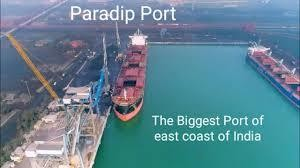 Paradip Port
The Biggest Port of
east coast of India